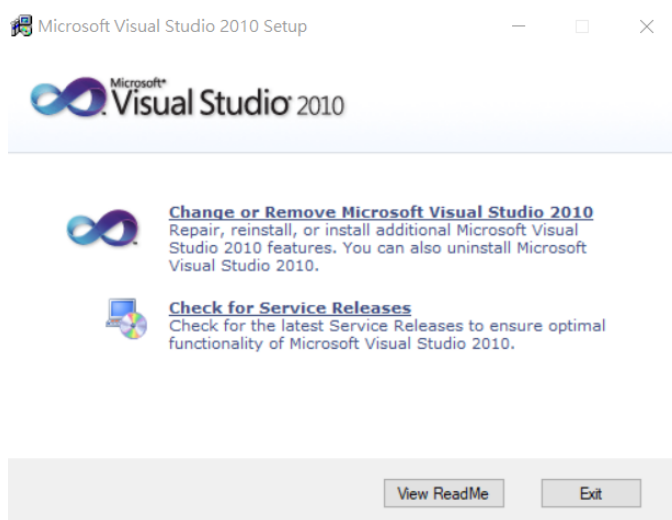 Microsoft Visual Studio 2010 Setup
Microsoft
Visual Studio 2010
Change or Remove Microsoft Visual Studio 2010
Repair, reinstall, or install additional Microsoft Visual
Studio 2010 features. You can also uninstall Microsoft
Visual Studio 2010.
Check for Service Releases
Check for the latest Service Releases to ensure optimal
functionality of Microsoft Visual Studio 2010.
View ReadMe Exit